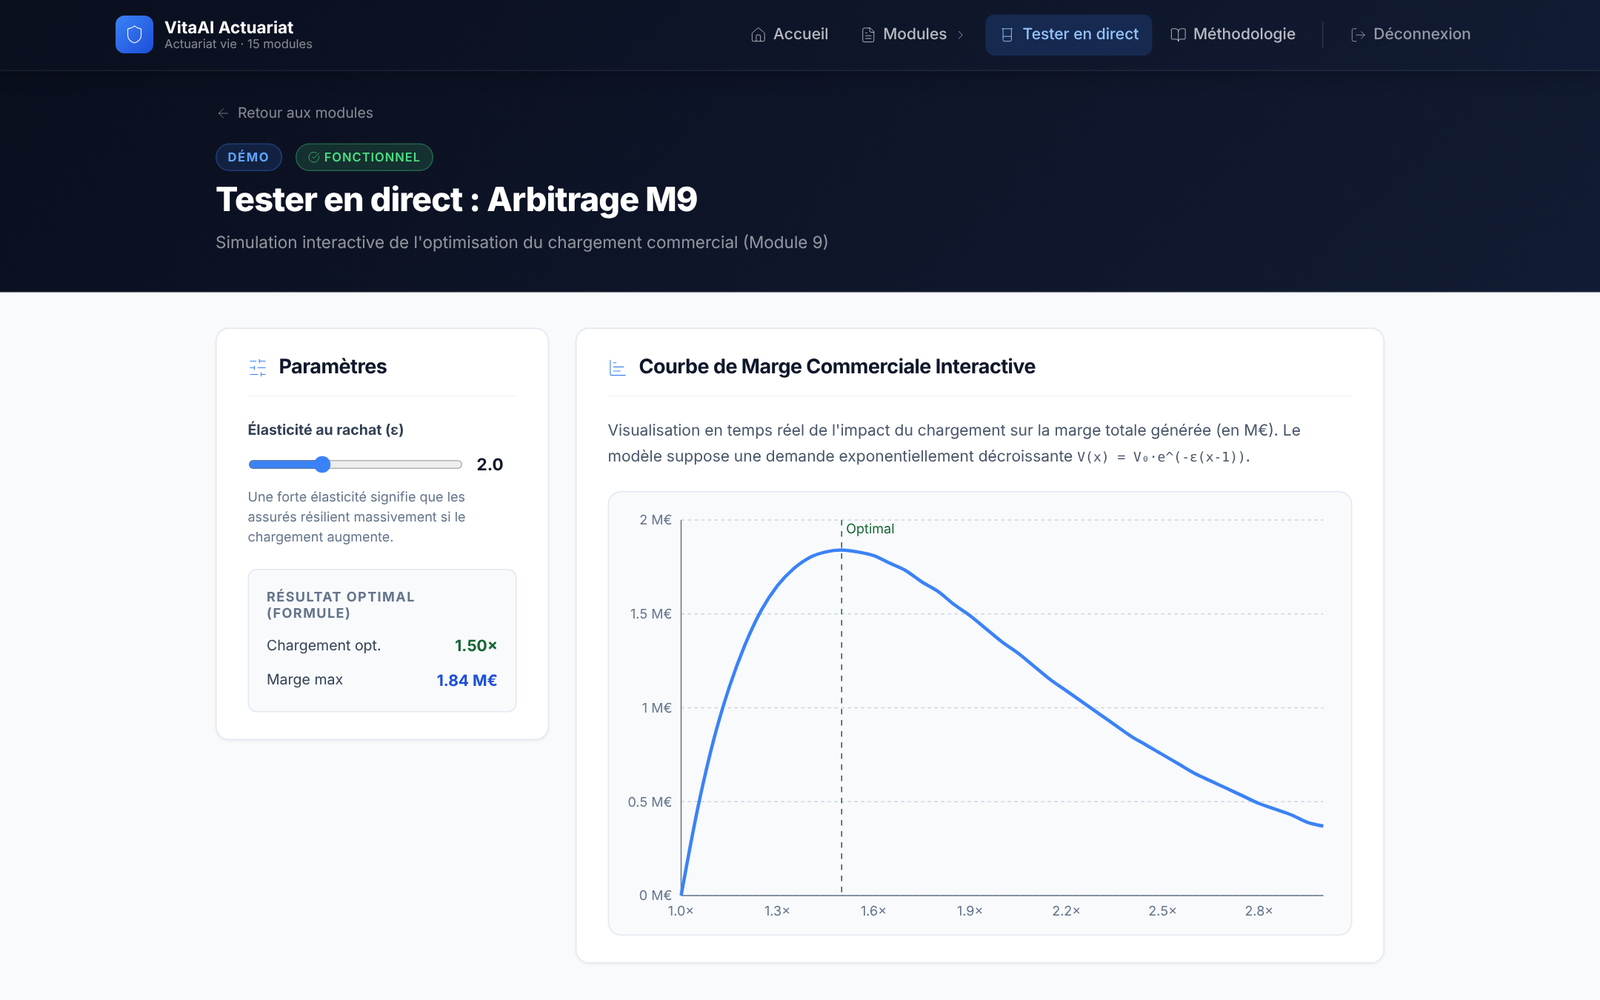 VitaAI Actuariat
Actuariat vie · 15 modules
Accueil
Modules
Tester en direct
Méthodologie
Déconnexion
← Retour aux modules
DÉMO
FONCTIONNEL
Tester en direct : Arbitrage M9
Simulation interactive de l'optimisation du chargement commercial (Module 9)
Paramètres
Élasticité au rachat (ε)
2.0
Une forte élasticité signifie que les
assurés résilient massivement si le
chargement augmente.
RÉSULTAT OPTIMAL
(FORMULE)
Chargement opt. 1.50×
Marge max 1.84 M€
Courbe de Marge Commerciale Interactive
Visualisation en temps réel de l'impact du chargement sur la marge totale générée (en M€). Le
modèle suppose une demande exponentiellement décroissante V(x) = V₀·e^(-ε(x-1)).
2 M€
Optimal
1.5 M€
1 M€
0.5 M€
0 M€
1.0× 1.3× 1.6× 1.9× 2.2× 2.5× 2.8×